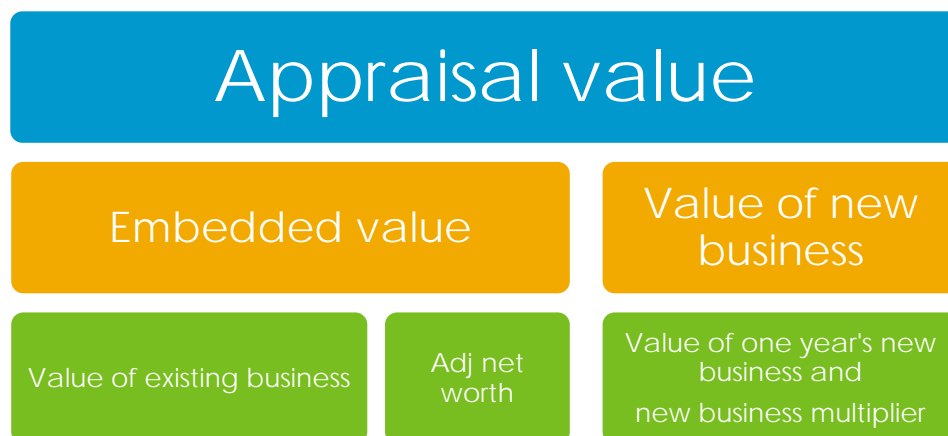 Appraisal value
Embedded value
Value of new
business
Value of existing business
Adj net
worth
Value of one year's new
business and
new business multiplier